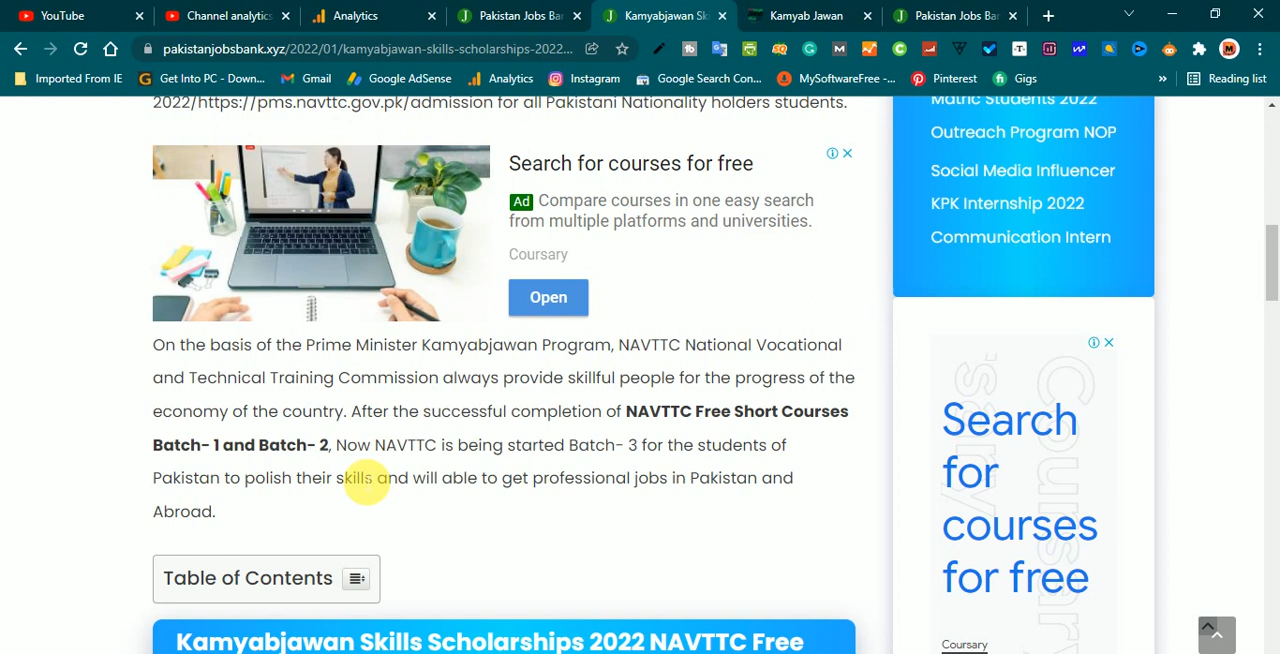 YouTube
Channel analytics
Analytics
Pakistan Jobs Ban
Kamyabjawan Sk
Kamyab Jawan
Pakistan Jobs Ban
pakistanjobsbank.xyz/2022/01/kamyabjawan-skills-scholarships-2022...
Imported From IE
Get Into PC - Down...
Gmail
Google AdSense
Analytics
Instagram
Google Search Con...
MySoftwareFree -...
Pinterest
Gigs
»
Reading list
2022/https://pms.navttc.gov.pk/admission for all Pakistani Nationality holders students.
Search for courses for free
Ad Compare courses in one easy search
from multiple platforms and universities.
Coursary
Open
On the basis of the Prime Minister Kamyabjawan Program, NAVTTC National Vocational
and Technical Training Commission always provide skillful people for the progress of the
economy of the country. After the successful completion of NAVTTC Free Short Courses
Batch- 1 and Batch- 2, Now NAVTTC is being started Batch- 3 for the students of
Pakistan to polish their skills and will able to get professional jobs in Pakistan and
Abroad.
Table of Contents
Kamyabjawan Skills Scholarships 2022 NAVTTC Free
Matric Students 2022
Outreach Program NOP
Social Media Influencer
KPK Internship 2022
Communication Intern
Search
for
courses
for free
Coursary